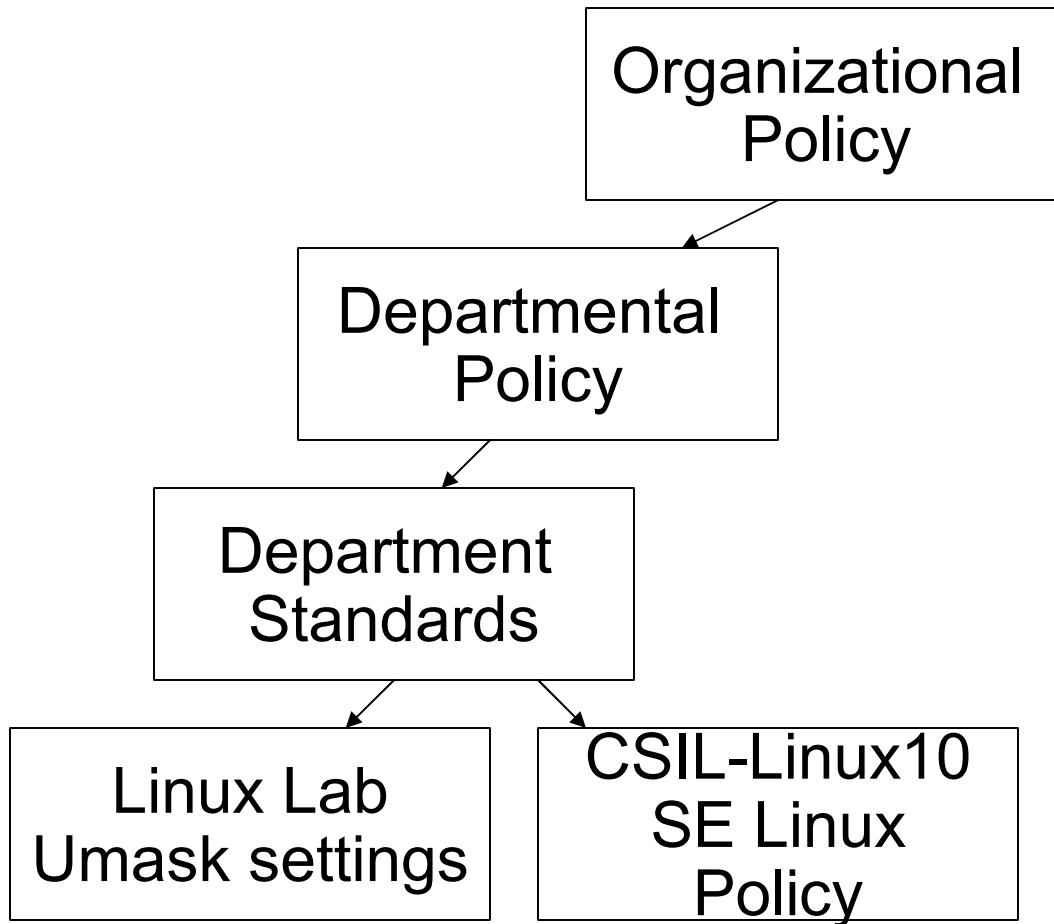 Organizational
Policy
Departmental
Policy
Department
Standards
Linux Lab
Umask settings
CSIL-Linux10
SE Linux
Policy